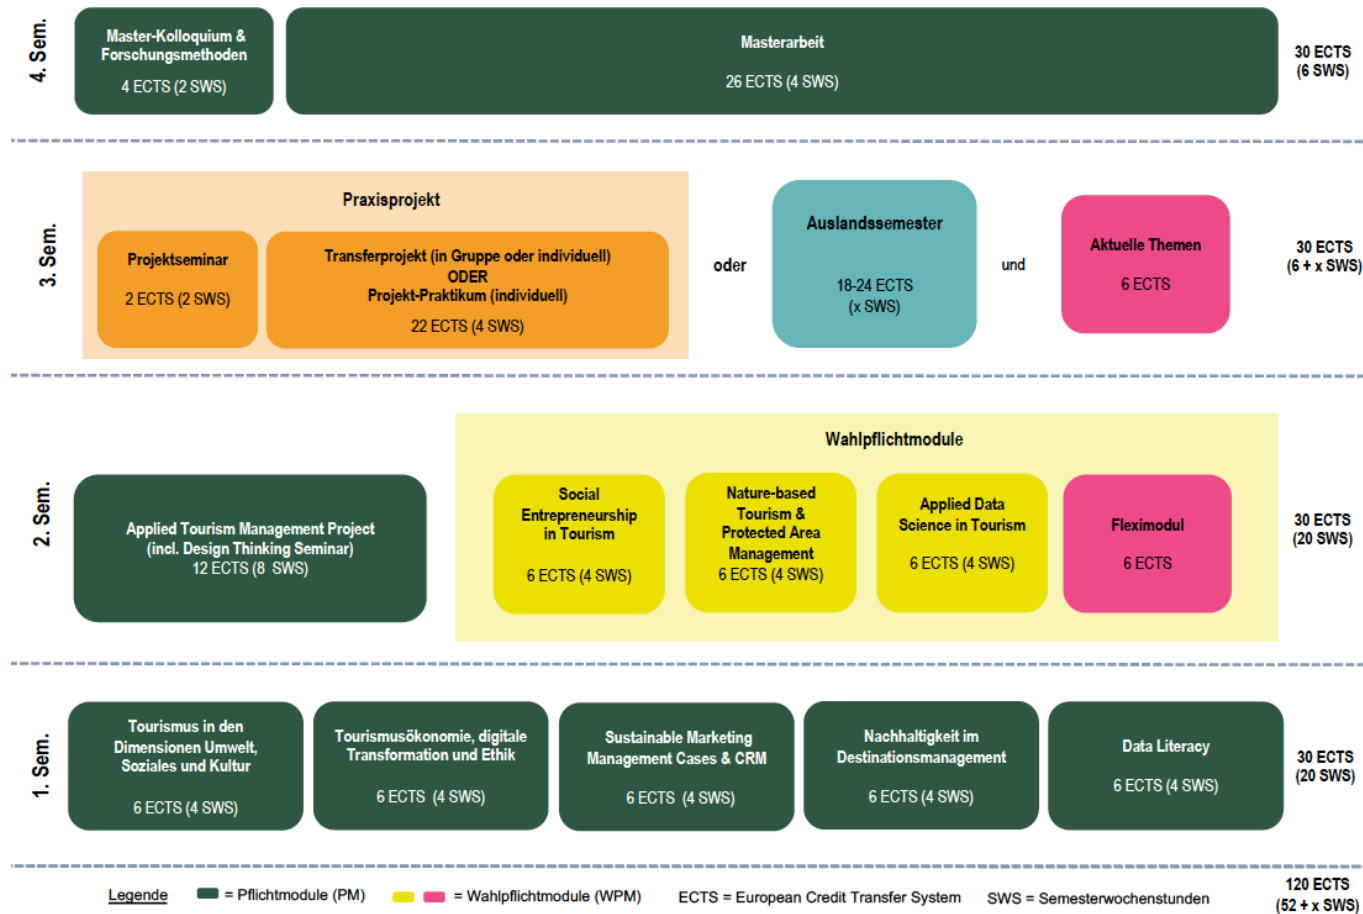 4. Sem.
Master-Kolloquium &
Forschungsmethoden
4 ECTS (2 SWS)
Masterarbeit
26 ECTS (4 SWS)
30 ECTS
(6 SWS)
3. Sem.
Praxisprojekt
Projektseminar
2 ECTS (2 SWS)
Transferprojekt (in Gruppe oder individuell)
ODER
Projekt-Praktikum (individuell)
22 ECTS (4 SWS)
oder
Auslandssemester
18-24 ECTS
(x SWS)
und
Aktuelle Themen
6 ECTS
30 ECTS
(6 + x SWS)
2. Sem.
Applied Tourism Management Project
(incl. Design Thinking Seminar)
12 ECTS (8 SWS)
Wahlpflichtmodule
Social
Entrepreneurship
in Tourism
6 ECTS (4 SWS)
Nature-based
Tourism &
Protected Area
Management
6 ECTS (4 SWS)
Applied Data
Science in Tourism
6 ECTS (4 SWS)
Fleximodul
6 ECTS
30 ECTS
(20 SWS)
1. Sem.
Tourismus in den
Dimensionen Umwelt,
Soziales und Kultur
6 ECTS (4 SWS)
Tourismusökonomie, digitale
Transformation und Ethik
6 ECTS (4 SWS)
Sustainable Marketing
Management Cases & CRM
6 ECTS (4 SWS)
Nachhaltigkeit im
Destinationsmanagement
6 ECTS (4 SWS)
Data Literacy
6 ECTS (4 SWS)
30 ECTS
(20 SWS)
Legende = Pflichtmodule (PM) = Wahlpflichtmodule (WPM) ECTS = European Credit Transfer System SWS = Semesterwochenstunden
120 ECTS
(52 + x SWS)